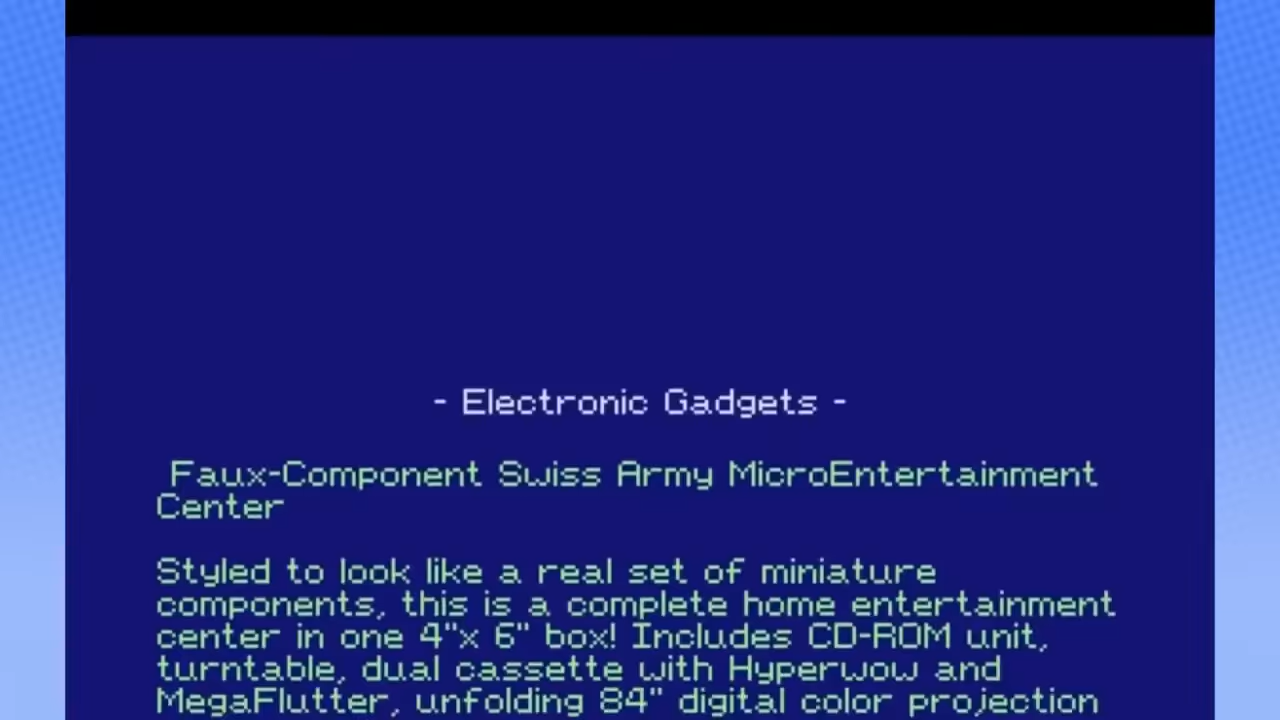 - Electronic Gadgets -
Faux-Component Swiss Army MicroEntertainment
Center
Styled to look like a real set of miniature
components, this is a complete home entertainment
center in one 4"x 6" box! Includes CD-ROM unit,
turntable, dual cassette with Hyperwow and
MegaFlutter, unfolding 84" digital color projection